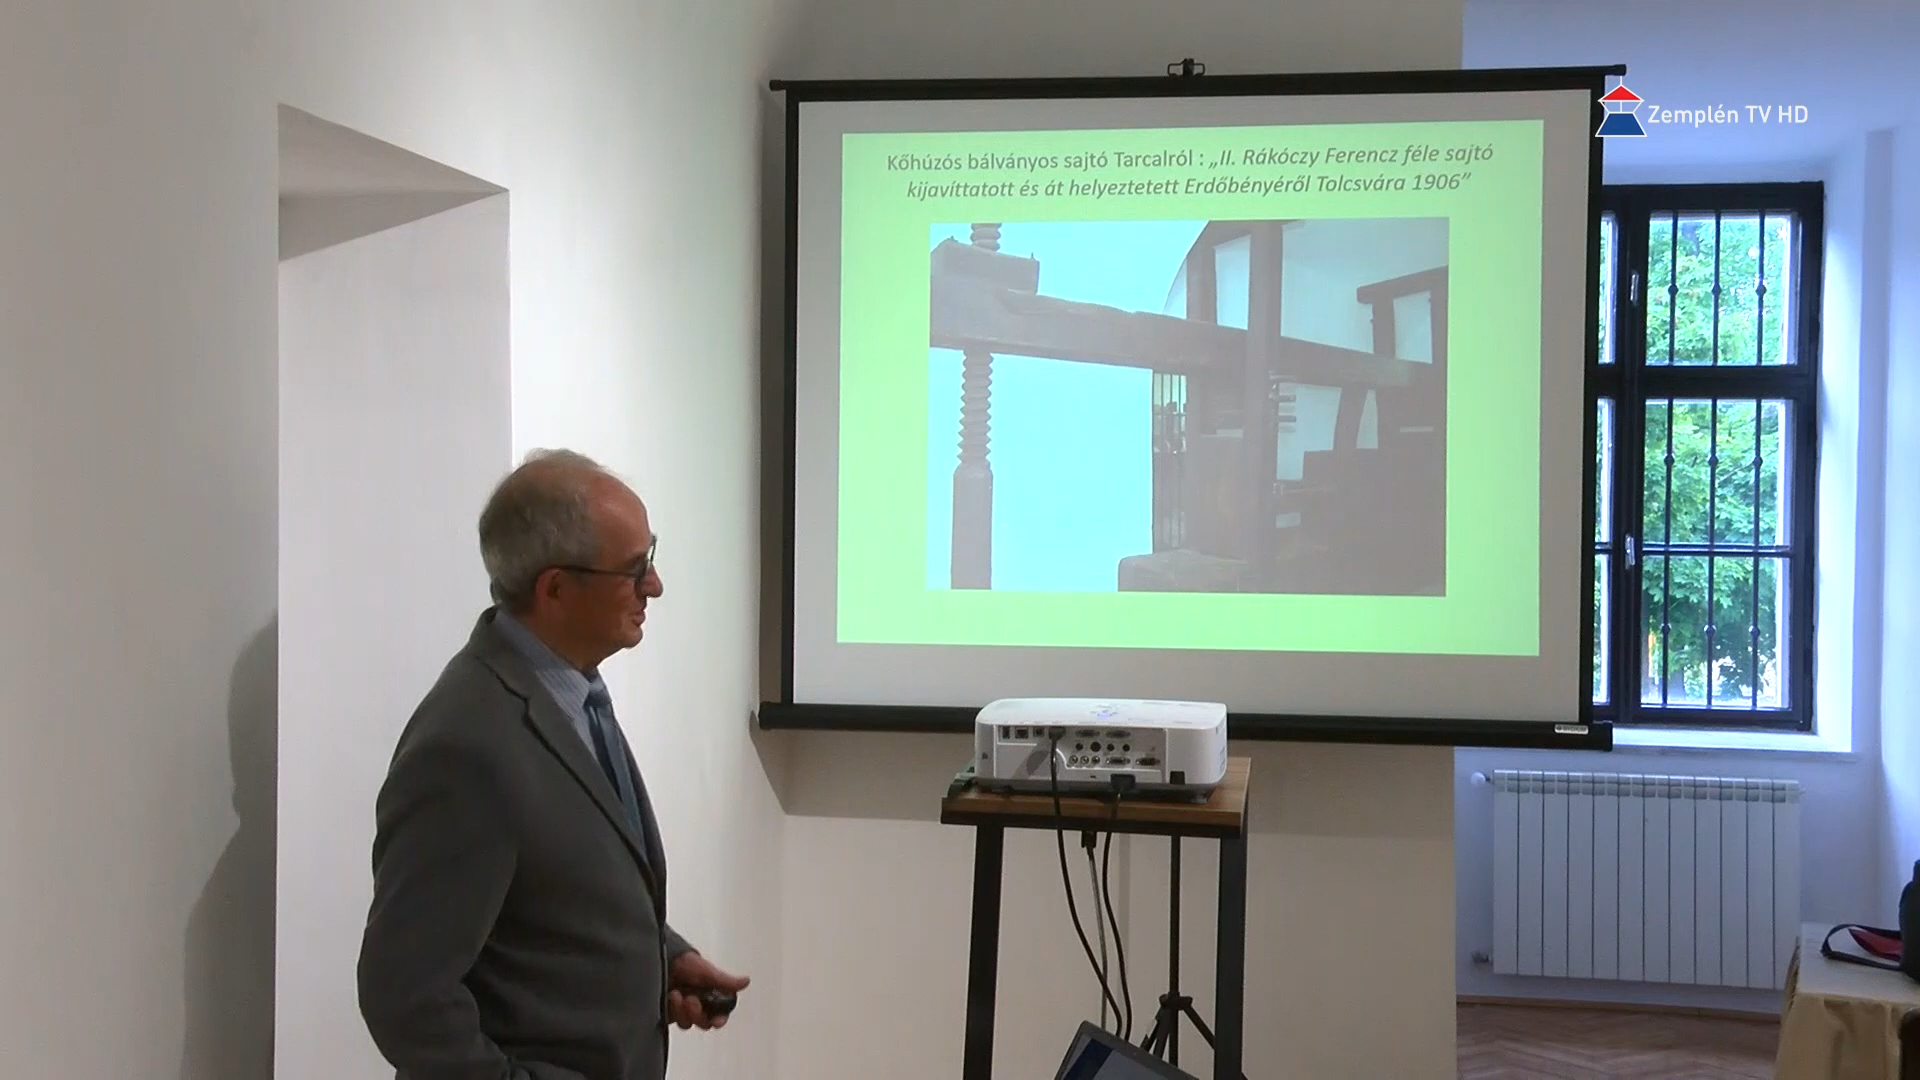 Zemplén TV HD
Kőhúzós bálványos sajtó Tarcalról : „II. Rákóczy Ferencz féle sajtó
kijavíttatott és át helyeztetett Erdőbényéről Tolcsvára 1906”